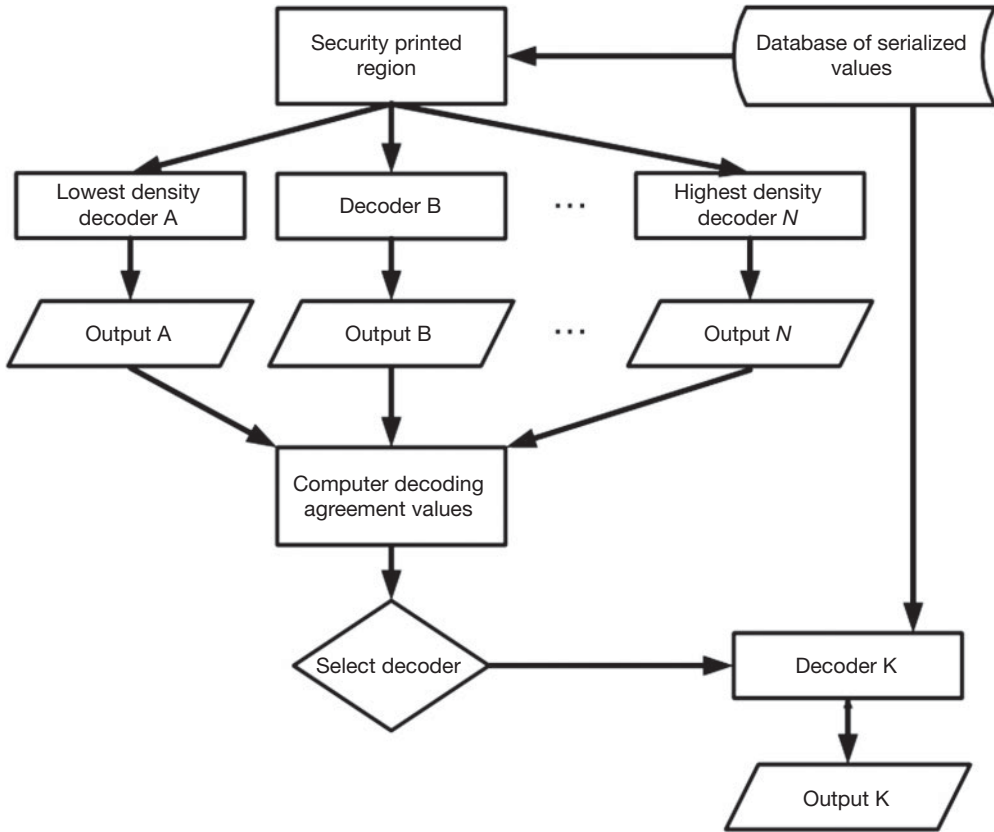 Security printed
region
Database of serialized
values
Lowest density
decoder A
Decoder B
...
Highest density
decoder N
Output A
Output B
...
Output N
Computer decoding
agreement values
Select decoder
Decoder K
Output K